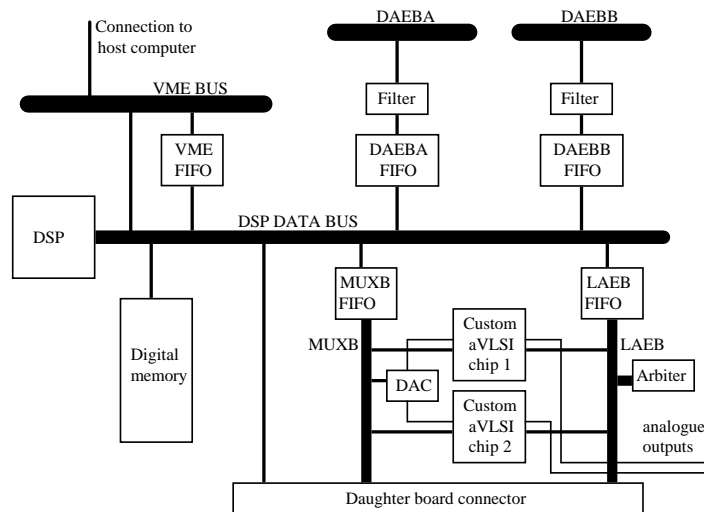 Connection to
host computer
DAEBA
DAEBB
VME BUS
Filter
Filter
VME
FIFO
DAEBA
FIFO
DAEBB
FIFO
DSP
DSP DATA BUS
MUXB
FIFO
LAEB
FIFO
Digital
memory
MUXB
Custom
aVLSI
chip 1
LAEB
DAC
Arbiter
Custom
aVLSI
chip 2
analogue
outputs
Daughter board connector